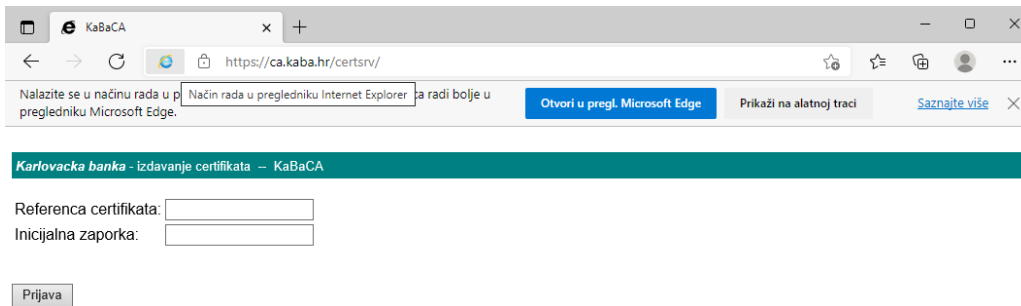 KaBaCA
https://ca.kaba.hr/certsrv/
Nalazite se u načinu rada u p
Način rada u pregledniku Internet Explorer
ca radi bolje u
pregledniku Microsoft Edge.
Otvori u pregl. Microsoft Edge
Prikaži na alatnoj traci
Saznajte više
Karlovacka banka - izdavanje certifikata -- KaBaCA
Referenca certifikata:
Inicijalna zaporka:
Prijava